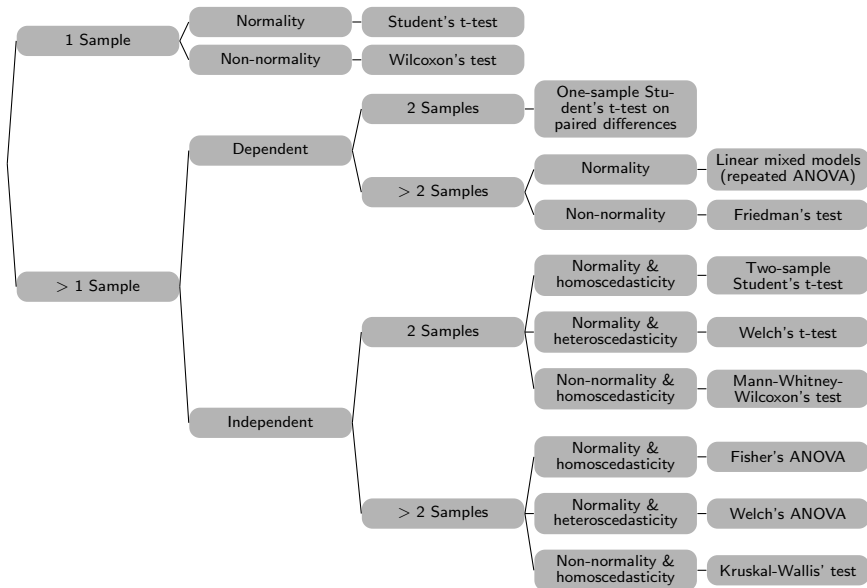 Normality
Student's t-test
1 Sample
Non-normality
Wilcoxon's test
2 Samples
One-sample Stu-
dent's t-test on
paired differences
Dependent
Normality
Linear mixed models
(repeated ANOVA)
> 2 Samples
Non-normality
Friedman's test
> 1 Sample
Normality &
homoscedasticity
Two-sample
Student's t-test
2 Samples
Normality &
heteroscedasticity
Welch's t-test
Non-normality &
homoscedasticity
Mann-Whitney-
Wilcoxon's test
Independent
Normality &
homoscedasticity
Fisher's ANOVA
> 2 Samples
Normality &
heteroscedasticity
Welch's ANOVA
Non-normality &
homoscedasticity
Kruskal-Wallis' test